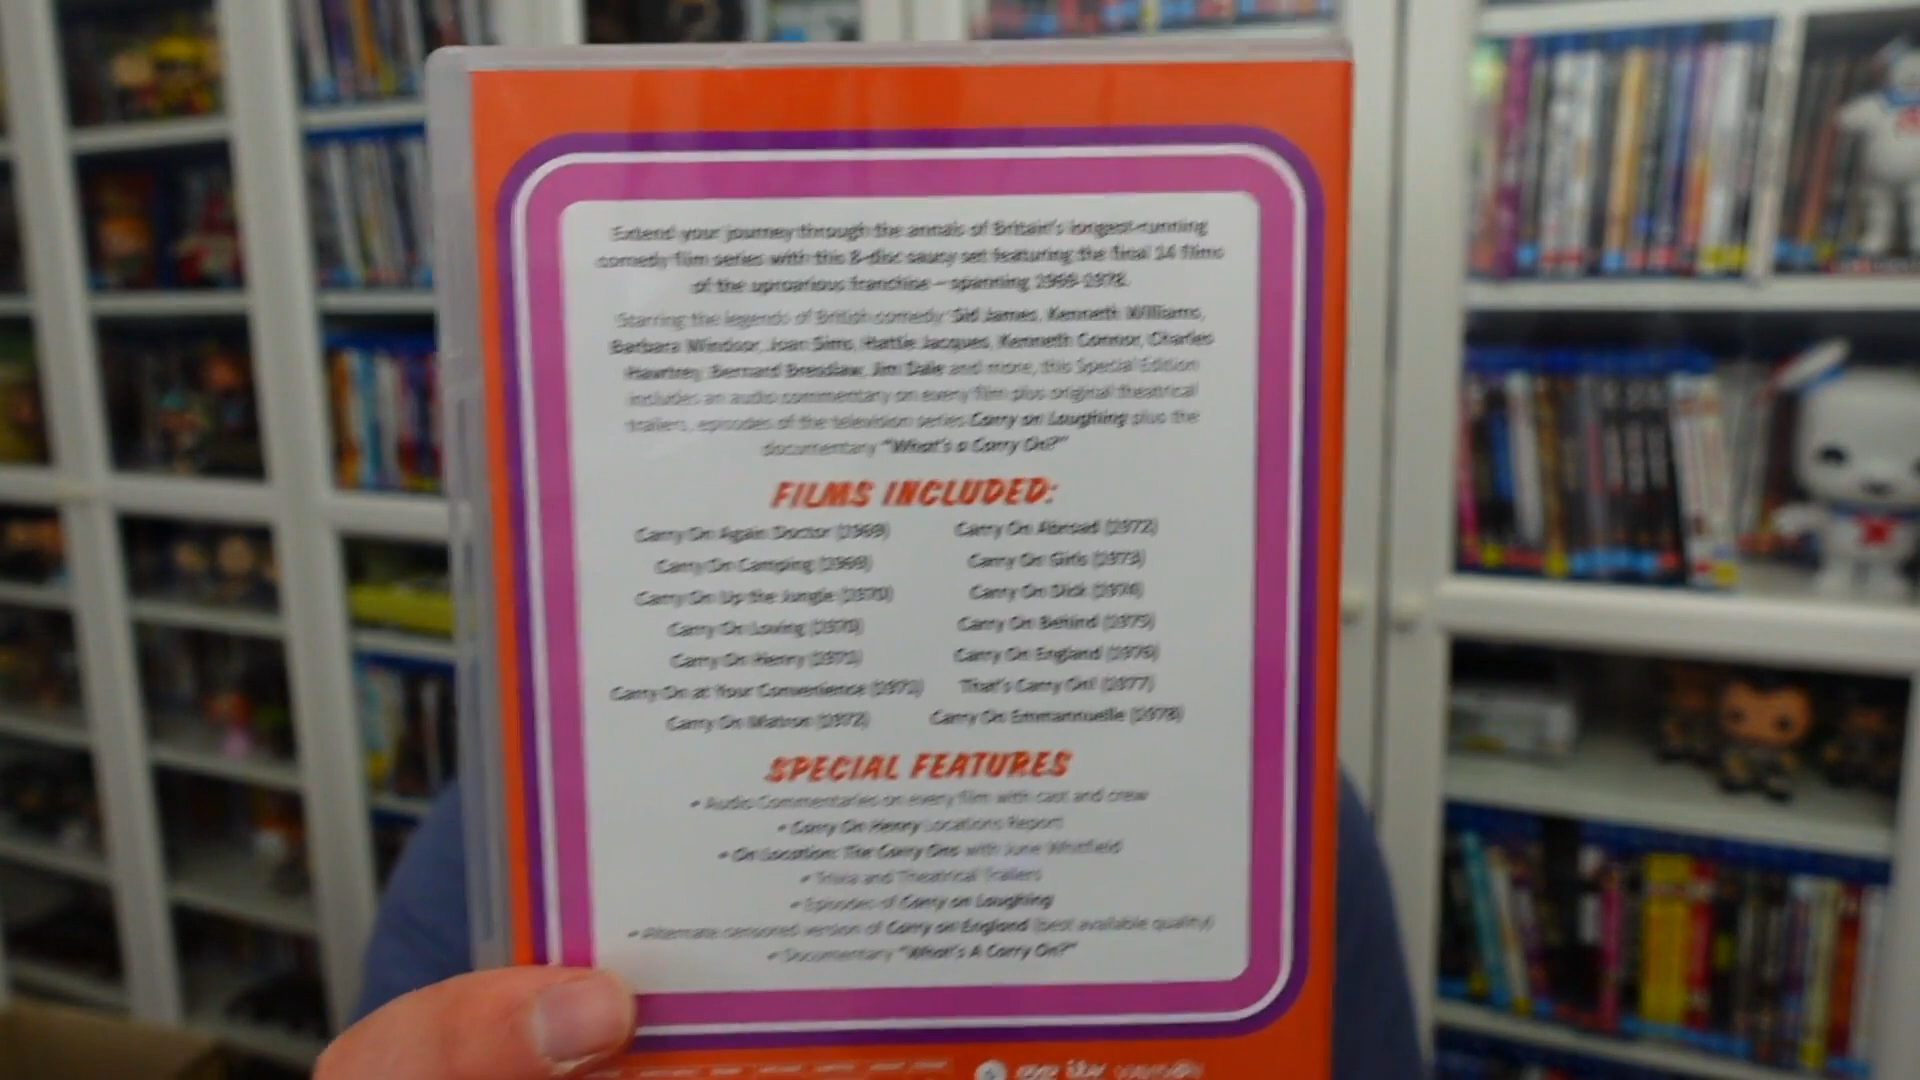 Extend your journey through the annals of Britain's longest-running
comedy film series with this 8-disc saucy set featuring the final 14 films
of the uproarious franchise – spanning 1969-1978.
Starring the legends of British comedy Sid James, Kenneth Williams,
Barbara Windsor, Joan Sims, Hattie Jacques, Kenneth Connor, Charles
Hawtrey, Bernard Bresslaw, Jim Dale and more, this Special Edition
includes an audio commentary on every film plus original theatrical
trailers, episodes of the television series Carry on Laughing plus the
documentary "What's a Carry On?"
FILMS INCLUDED:
Carry On Again Doctor (1969)
Carry On Camping (1969)
Carry On Up the Jungle (1970)
Carry On Loving (1970)
Carry On Henry (1971)
Carry On at Your Convenience (1971)
Carry On Matron (1972)
Carry On Abroad (1972)
Carry On Girls (1973)
Carry On Dick (1974)
Carry On Behind (1975)
Carry On England (1976)
That's Carry On! (1977)
Carry On Emmannuelle (1978)
SPECIAL FEATURES
• Audio Commentaries on every film with cast and crew
• Carry On Henry Locations Report
• On Location: The Carry Ons with June Whitfield
• Trivia and Theatrical Trailers
• Episodes of Carry on Laughing
• Alternate censored version of Carry on England (best available quality)
• Documentary "What's A Carry On?"
itv